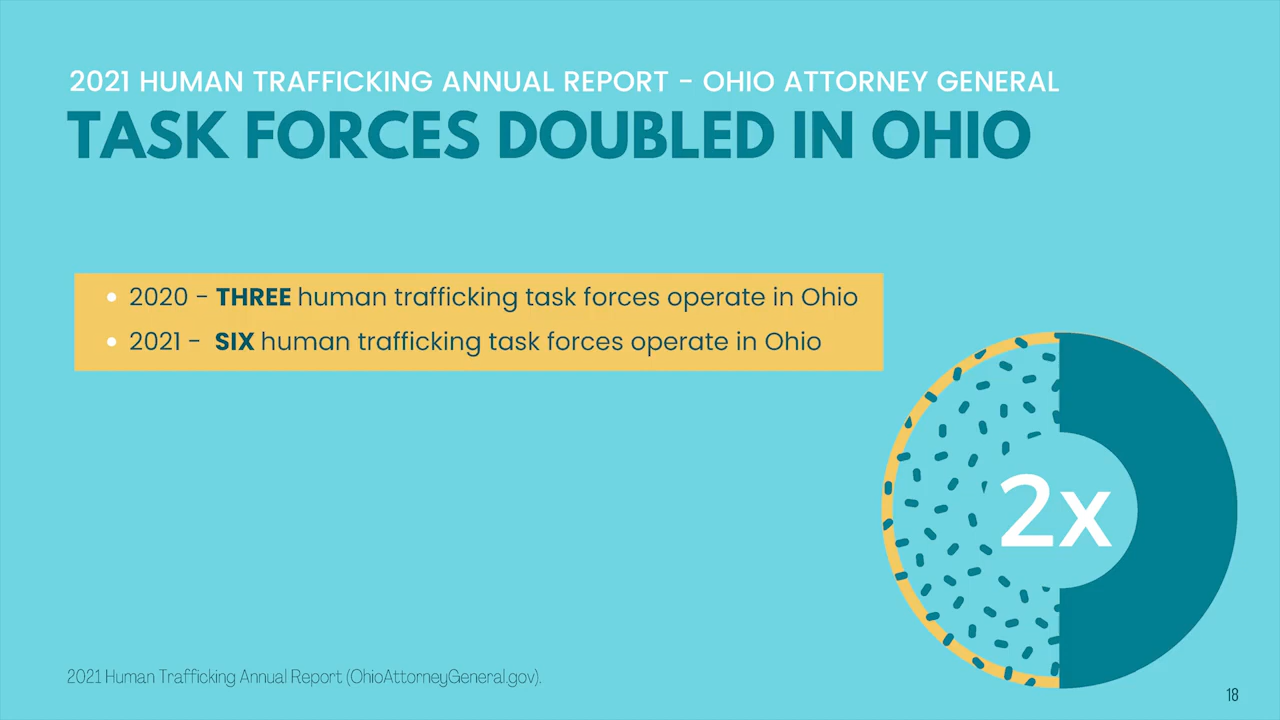 2021 HUMAN TRAFFICKING ANNUAL REPORT - OHIO ATTORNEY GENERAL
TASK FORCES DOUBLED IN OHIO
• 2020 - THREE human trafficking task forces operate in Ohio
• 2021 - SIX human trafficking task forces operate in Ohio
2x
2021 Human Trafficking Annual Report (OhioAttorneyGeneral.gov).
18